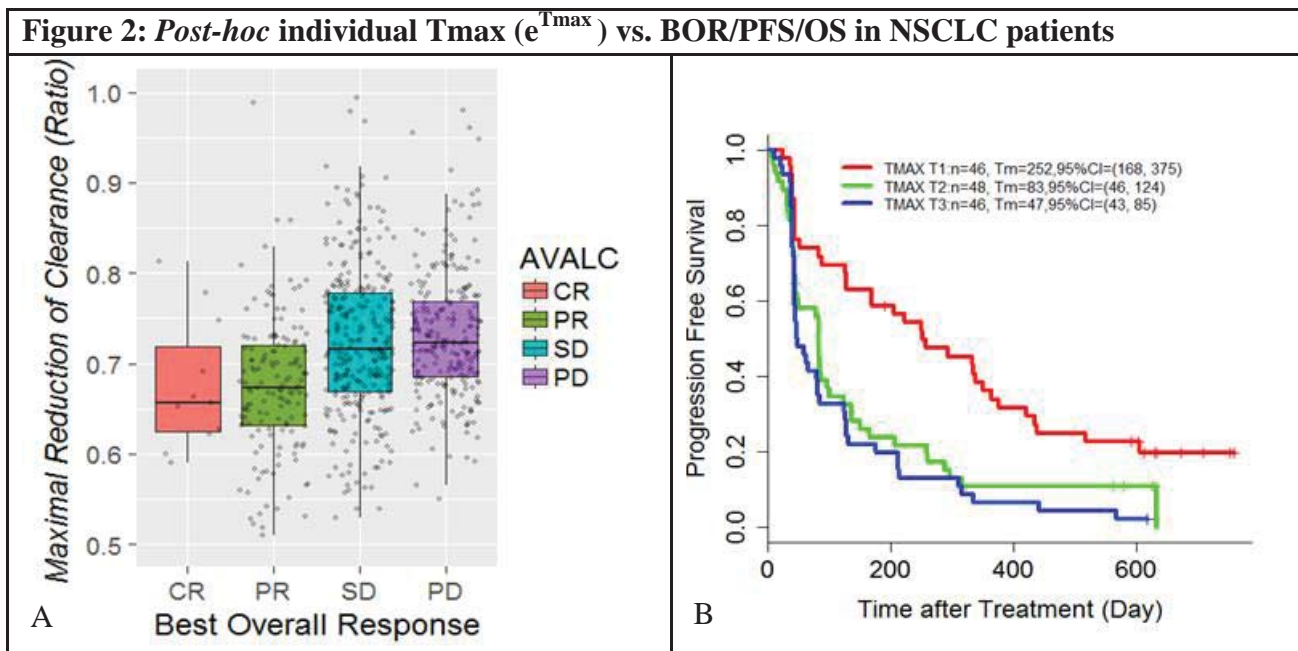 Figure 2: Post-hoc individual Tmax (e^Tmax) vs. BOR/PFS/OS in NSCLC patients
Maximal Reduction of Clearance (Ratio)
1.0
0.9
0.8
0.7
0.6
0.5
CR PR SD PD
Best Overall Response
A
AVALC
CR
PR
SD
PD
Progression Free Survival
1.0
0.8
0.6
0.4
0.2
0.0
TMAX T1:n=46, Tm=252,95%CI=(168, 375)
TMAX T2:n=48, Tm=83,95%CI=(46, 124)
TMAX T3:n=46, Tm=47,95%CI=(43, 85)
0 200 400 600
Time after Treatment (Day)
B